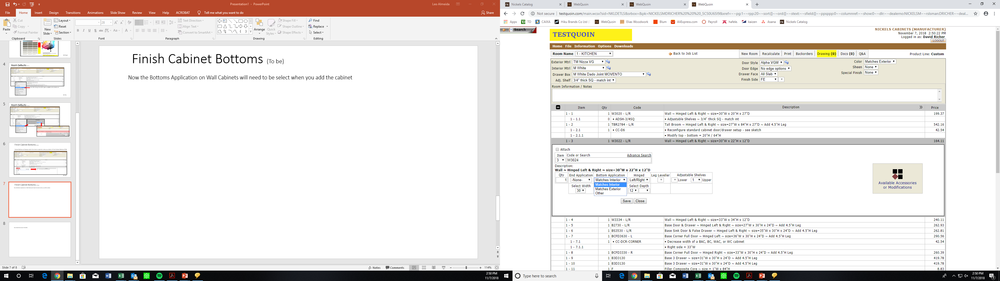 Presentation1 - PowerPoint
Leo Almeida
File Home Insert Design Transitions Animations Slide Show Review View Help ACROBAT Tell me what you want to do
Share
Paste
Cut
Copy
Format Painter
Clipboard
New Slide
Layout
Reset
Section
Slides
28
Font
Text Direction
Align Text
Convert to SmartArt
Paragraph
Arrange
Quick Styles
Shape Fill
Shape Outline
Shape Effects
Drawing
Find
Replace
Select
Editing
4
Room Defaults
5
Room Defaults
6
Finish Cabinet Bottoms
7
Finish Cabinet Bottoms
8
Finish Cabinet Bottoms (To be)
Now the Bottoms Application on Wall Cabinets will need to be select when you add the cabinet
Slide 7 of 8
Notes
Comments
114%
2:50 PM
11/7/2018
Nickels Catalog
WebQuoin
WebQuoin
WebQuoin
Not secure
testquoin.com/main.wcsx?sid=NKLDETLS&srbox=&pk=NICKELSMDRICHER%20%20%20_5C50U65I9&xref=~~pg:1~~rpp:20~~sort:[]~~ord:[]~~stext:~~sfield:[]~~ppsppp:0~~columnref:~~show:0~~dlr:~~dealerno:NICKELSM~~rslsman:DRICHER~~deal...
Apps TD CAIXA Hiku Brands Co Ltd WebQuoin Elias Woodwork Blum AliExpress.com Payroll hafele. kaizen Asana Nickels Catalog
Search
TESTQUOIN
NICKELS CABINETS (MANUFACTURER)
November 7, 2018 2:50:22 PM
Logged in as: David Richer
LOGOUT
Home File Information Options Downloads
Room Name 1 - KITCHEN
Back to Job List
New Room Recalculate Print Backorders Drawing (0) Docs (0) Q&A
Product Line: Custom
Exterior Mtrl TM Nizza VG
Interior Mtrl M White
Drawer Box M White Dado Joint MOVENTO
Adj. Shelf 3/4" thick SQ - match int
Door Style Alpha VGM
Door Edge No edge options
Drawer Face All Slab
Finish Side FE
Color Matches Exterior
Sheen None
Special Finish None
Room Information / Notes
Item Qty Code Description Price
1 - 1 1 W3020 - L/R Wall ~ Hinged Left & Right ~ size=30"W x 20"H x 27"D 199.37
1 - 1.1 0 • ADSH-3/4SQ • Adjustable Shelves ~ 3/4" thick SQ - match int
1 - 2 1 TBR2784 - L/R Tall Broom ~ Hinged Left & Right ~ size=27"W x 84"H x 27"D ~ Add 4.5"H Leg 542.16
1 - 2.1 1 • CC-D6 • Reconfigure standard cabinet door/drawer setup - see sketch 42.54
1 - 2.1.1 • Modify top - bottom = 20"H / 64"H
1 - 3 1 W3022 - L/R Wall ~ Hinged Left & Right ~ size=30"W x 22"H x 12"D 164.11
Attach
Item Code or Search Advance Search
3 W3024
Description:
Wall ~ Hinged Left & Right ~ size=30"W x 22"H x 12"D
Qty End Application Bottom Application Hinged Leg Leveller Adjustable Shelves
1 -None- Matches Interior Left/Right Lower 1 Upper
Select Width Matches Interior Select Depth
30 Matches Exterior 12
Other
Save Close
Available Accessories
or Modifications
1 - 4 1 W3334 - L/R Wall ~ Hinged Left & Right ~ size=33"W x 34"H x 12"D 240.11
1 - 5 1 B2730 - L/R Base Door & Drawer ~ Hinged Left & Right ~ size=27"W x 30"H x 24"D ~ Add 4.5"H Leg 262.93
1 - 6 1 BS3530 - L/R Base Sink Door & False Drawer ~ Hinged Left & Right ~ size=35"W x 30"H x 24"D ~ Add 4.5"H Leg 262.81
1 - 7 1 BCFD3630 - L Base Corner Full Door ~ Hinged Left ~ size=36"W x 30"H x 24"D ~ Add 4.5"H Leg 290.56
1 - 7.1 1 • CC-DCR-CORNER • Decrease width of a BAC, BC, WAC, or WC cabinet 42.54
1 - 7.1.1 • Right side = 33"W
1 - 8 1 BCFD3330 - R Base Corner Full Door ~ Hinged Right ~ size=33"W x 30"H x 24"D ~ Add 4.5"H Leg 260.39
1 - 9 1 B3D3130 Base 3 Drawer ~ size=31"W x 30"H x 24"D ~ Add 4.5"H Leg 419.78
1 - 10 1 B3D3130 Base 3 Drawer ~ size=31"W x 30"H x 24"D ~ Add 4.5"H Leg 419.78
1 - 11 1 F Filler Composite Core ~ size = 1"W x 84"H 8.83
Type here to search
2:50 PM
11/7/2018